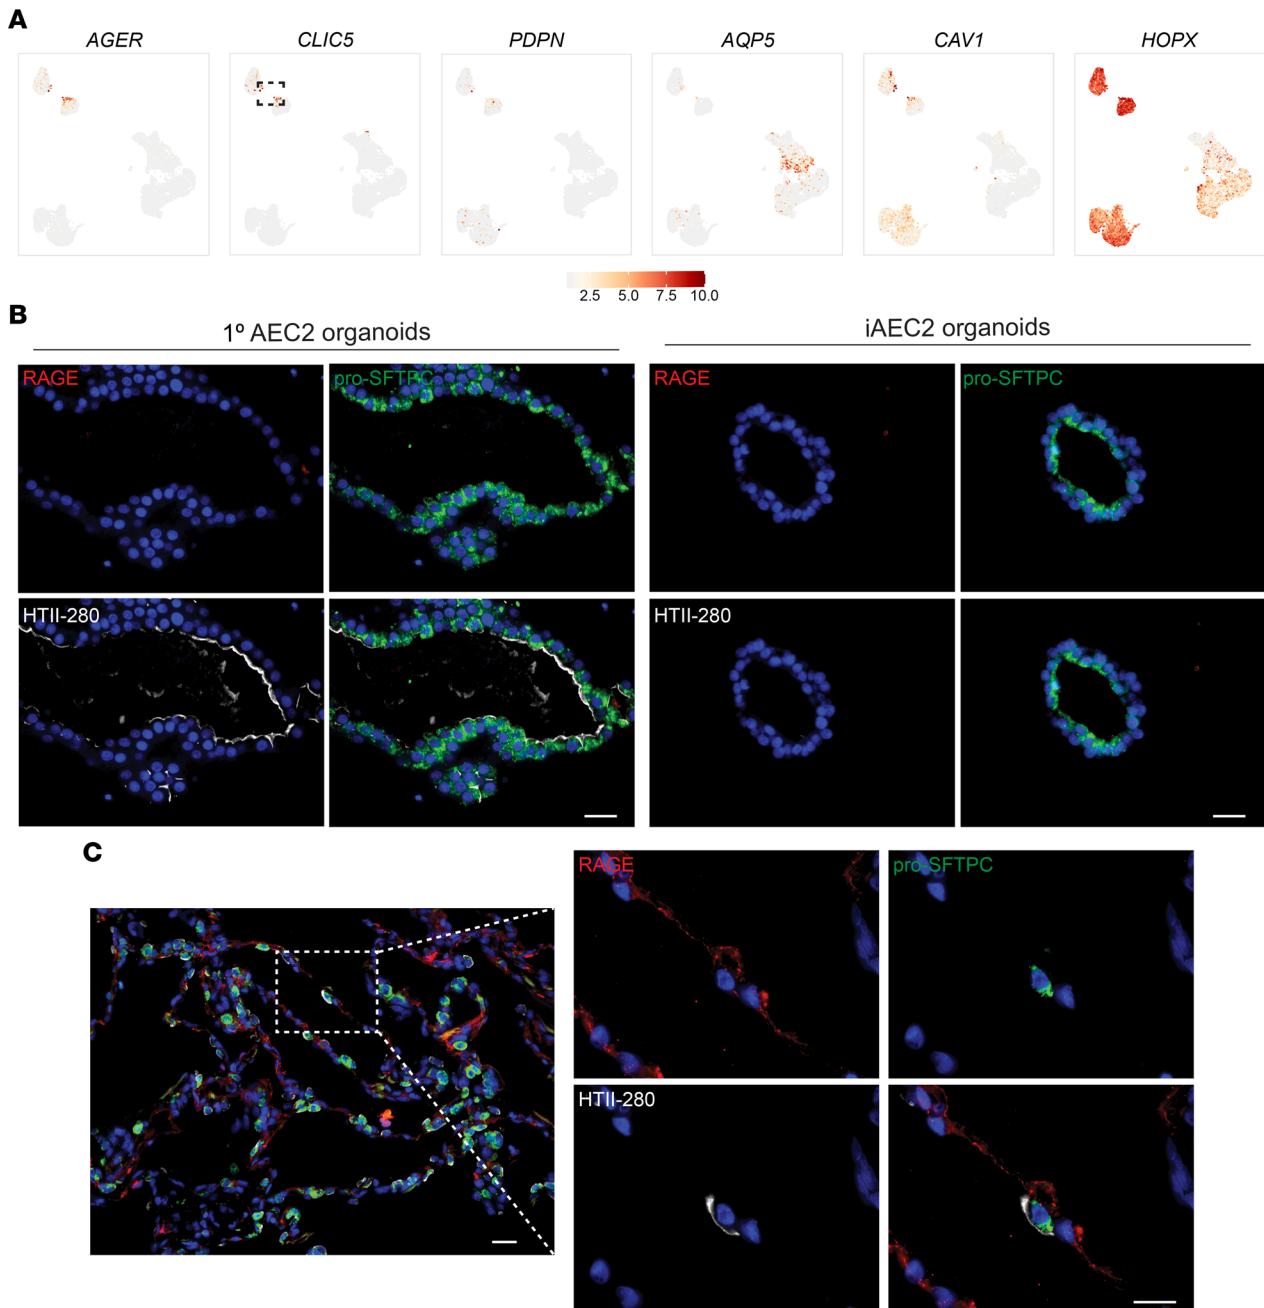 A
AGER CLIC5 PDPN AQP5 CAV1 HOPX
2.5 5.0 7.5 10.0
B
1º AEC2 organoids iAEC2 organoids
RAGE pro-SFTPC RAGE pro-SFTPC
HTII-280 HTII-280
C
RAGE pro-SFTPC
HTII-280